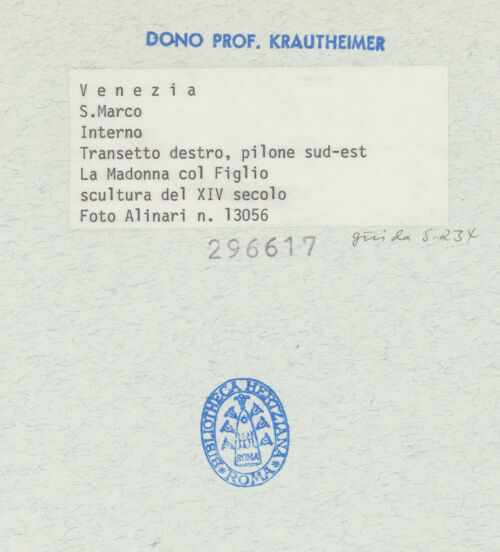 DONO PROF. KRAUTHEIMER
Venezia
S.Marco
Interno
Transetto destro, pilone sud-est
La Madonna col Figlio
scultura del XIV secolo
Foto Alinari n. 13056
296617
guida S. 234
BIBLIOTHECA HERTZIANA
ROMA
ROMA